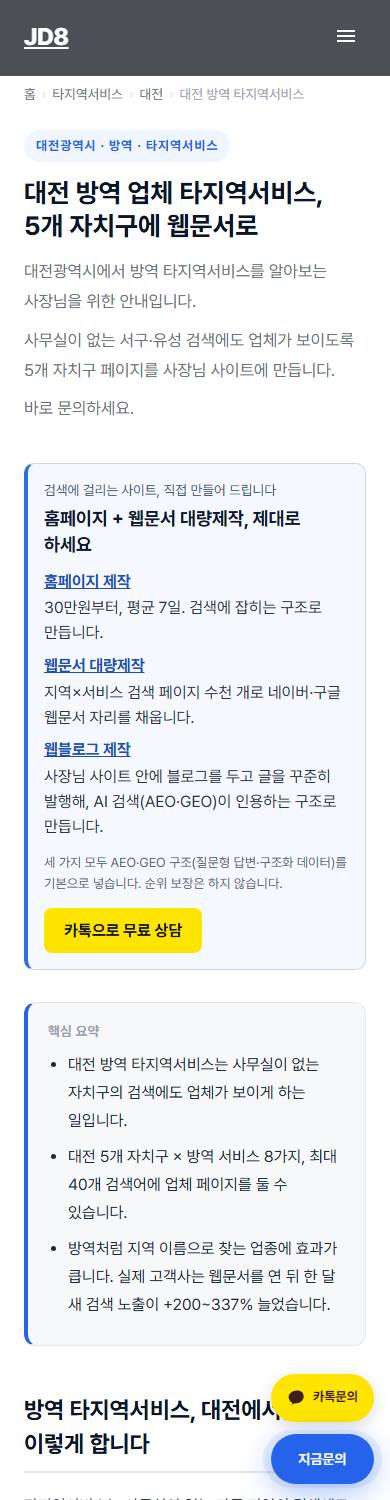 JD8
홈 › 타지역서비스 › 대전 › 대전 방역 타지역서비스
대전광역시 · 방역 · 타지역서비스
대전 방역 업체 타지역서비스,
5개 자치구에 웹문서로
대전광역시에서 방역 타지역서비스를 알아보는
사장님을 위한 안내입니다.
사무실이 없는 서구·유성 검색에도 업체가 보이도록
5개 자치구 페이지를 사장님 사이트에 만듭니다.
바로 문의하세요.
검색에 걸리는 사이트, 직접 만들어 드립니다
홈페이지 + 웹문서 대량제작, 제대로
하세요
홈페이지 제작
30만원부터, 평균 7일. 검색에 잡히는 구조로
만듭니다.
웹문서 대량제작
지역×서비스 검색 페이지 수천 개로 네이버·구글
웹문서 자리를 채웁니다.
웹블로그 제작
사장님 사이트 안에 블로그를 두고 글을 꾸준히
발행해, AI 검색(AEO·GEO)이 인용하는 구조로
만듭니다.
세 가지 모두 AEO·GEO 구조(질문형 답변·구조화 데이터)를
기본으로 넣습니다. 순위 보장은 하지 않습니다.
카톡으로 무료 상담
핵심 요약
• 대전 방역 타지역서비스는 사무실이 없는
자치구의 검색에도 업체가 보이게 하는
일입니다.
• 대전 5개 자치구 × 방역 서비스 8가지, 최대
40개 검색어에 업체 페이지를 둘 수
있습니다.
• 방역처럼 지역 이름으로 찾는 업종에 효과가
큽니다. 실제 고객사는 웹문서를 연 뒤 한 달
새 검색 노출이 +200~337% 늘었습니다.
방역 타지역서비스, 대전에서
이렇게 합니다
카톡문의
지금문의